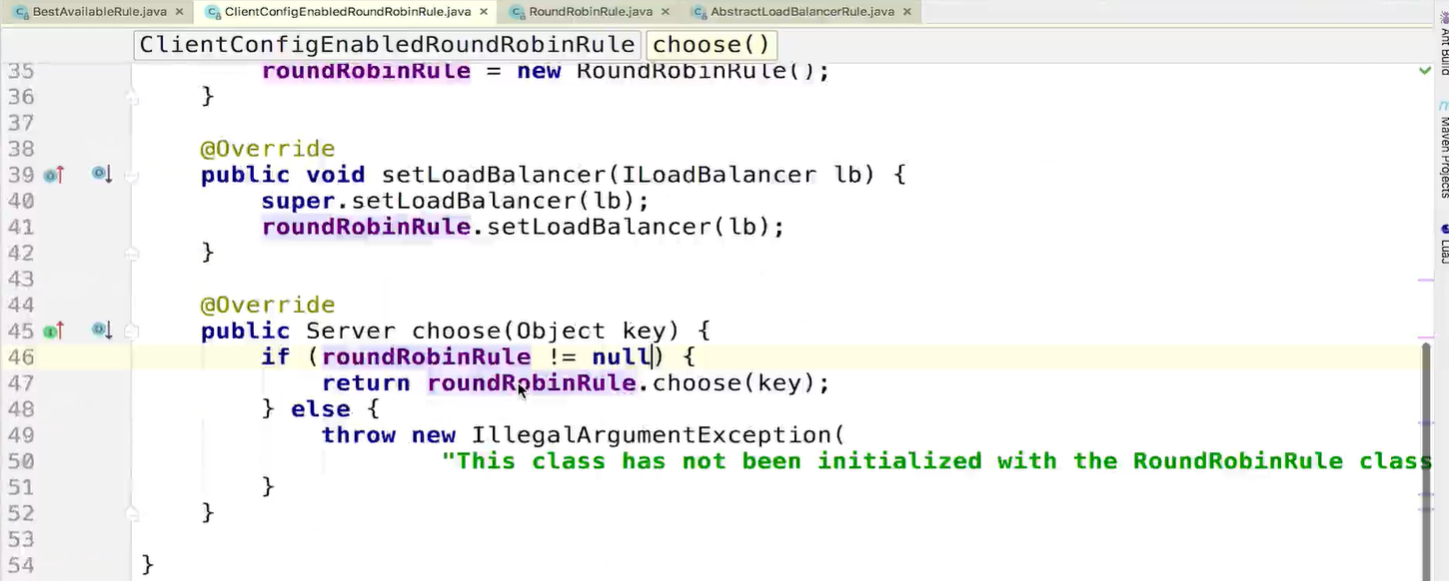 BestAvailableRule.java × ClientConfigEnabledRoundRobinRule.java × RoundRobinRule.java × AbstractLoadBalancerRule.java ×
ClientConfigEnabledRoundRobinRule choose()
35 roundRobinRule = new RoundRobinRule();
36 }
37
38 @Override
39 public void setLoadBalancer(ILoadBalancer lb) {
40 super.setLoadBalancer(lb);
41 roundRobinRule.setLoadBalancer(lb);
42 }
43
44 @Override
45 public Server choose(Object key) {
46 if (roundRobinRule != null) {
47 return roundRobinRule.choose(key);
48 } else {
49 throw new IllegalArgumentException(
50 "This class has not been initialized with the RoundRobinRule class
51 }
52 }
53
54 }
Ant Build
Maven Projects
LuaJ